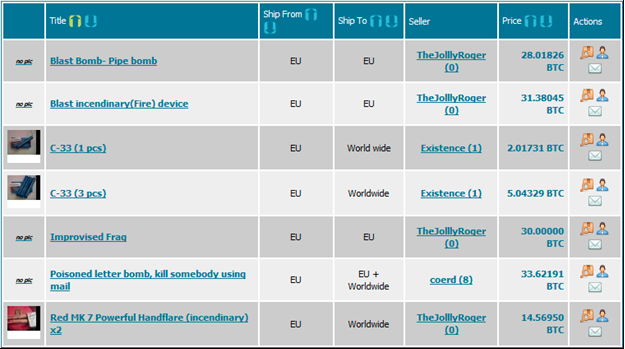 Title Ship From Ship To Seller Price Actions
no pic Blast Bomb- Pipe bomb EU EU TheJolllyRoger (0) 28.01826 BTC
no pic Blast incendinary(Fire) device EU EU TheJolllyRoger (0) 31.38045 BTC
C-33 (1 pcs) EU World wide Existence (1) 2.01731 BTC
C-33 (3 pcs) EU Worldwide Existence (1) 5.04329 BTC
no pic Improvised Frag EU EU TheJolllyRoger (0) 30.00000 BTC
no pic Poisoned letter bomb, kill somebody using mail EU EU + Worldwide coerd (8) 33.62191 BTC
Red MK 7 Powerful Handflare (incendinary) x2 EU Worldwide TheJolllyRoger (0) 14.56950 BTC